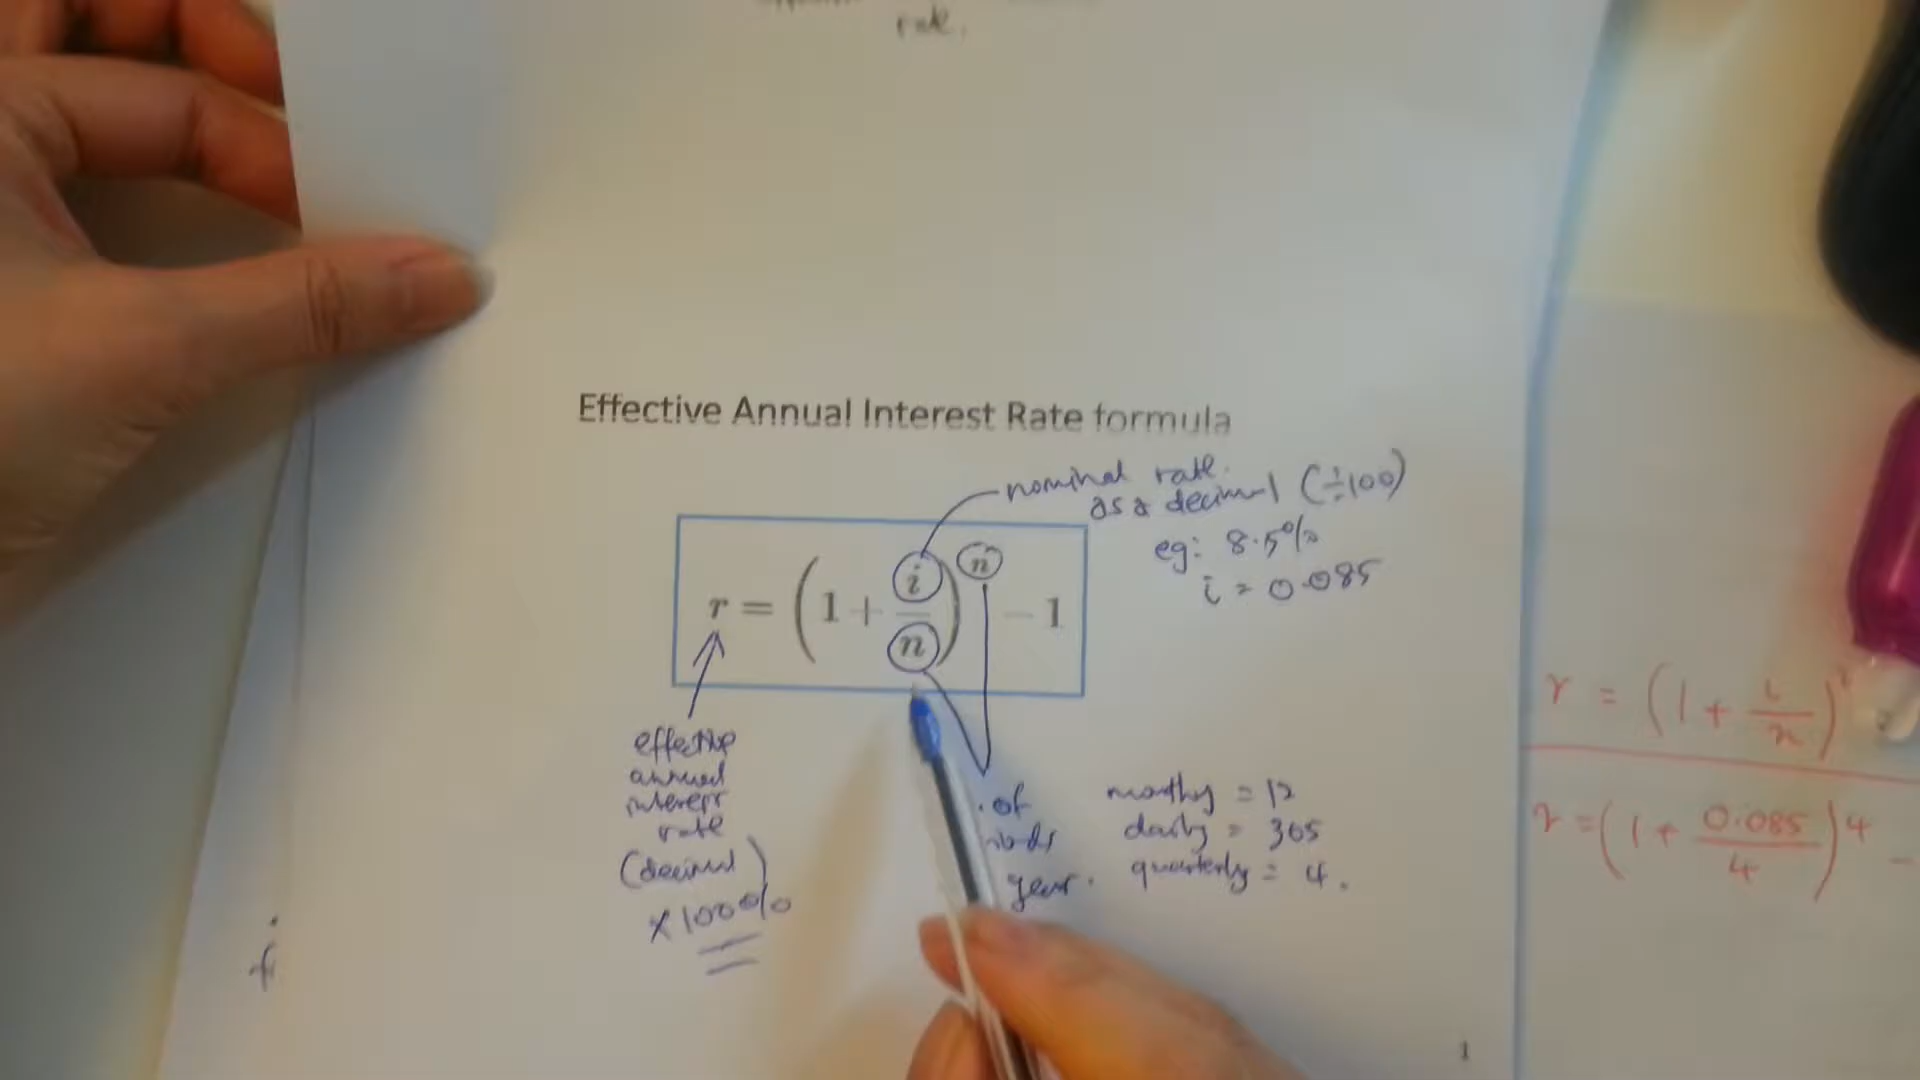 rate.
Effective Annual Interest Rate formula
nominal rate.
as a decimal (÷100)
eg: 8.5%
i = 0.085
r = (1 + i/n)^n - 1
effective
annual
interest
rate
(decimal)
×100%
of
year.
monthly = 12
daily = 365
quarterly = 4.
r = (1 + i/n)
r = (1 + 0.085/4)^4 -
1